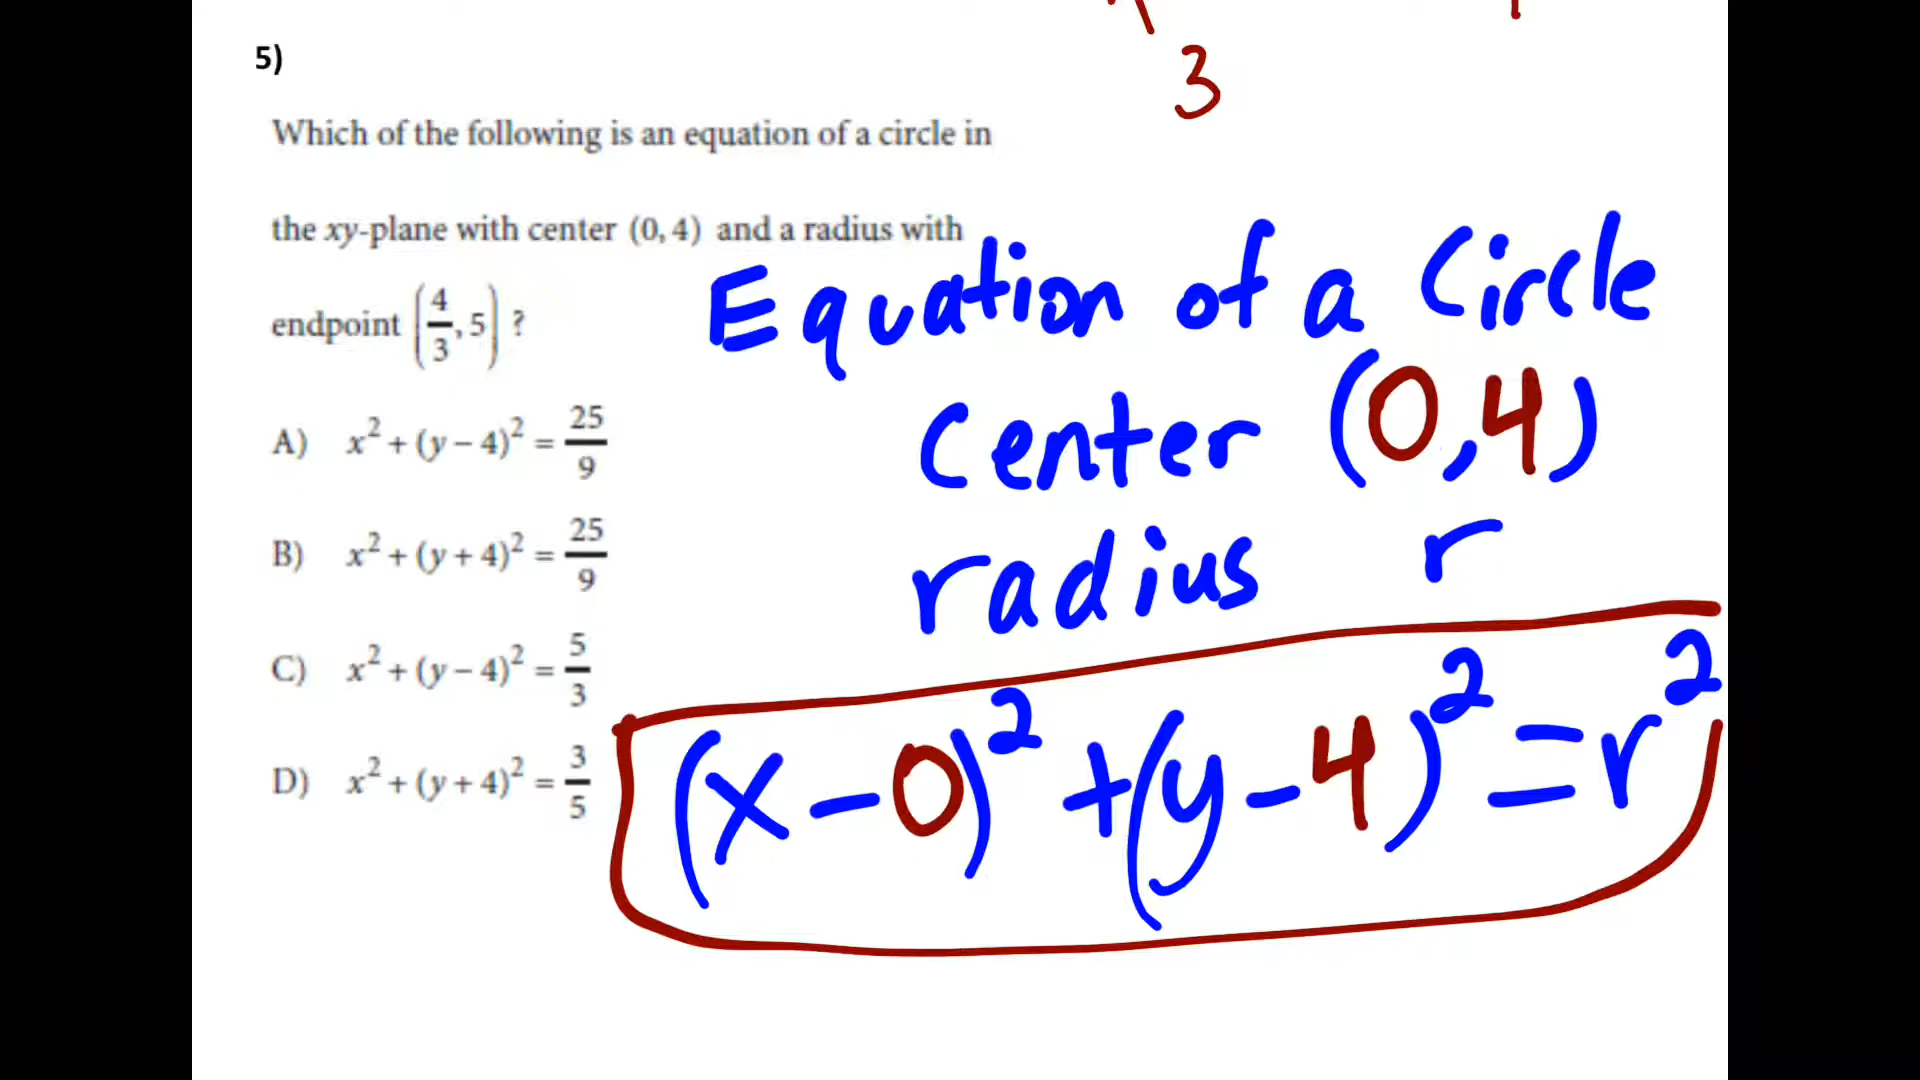 3
5)
Which of the following is an equation of a circle in
the xy-plane with center (0, 4) and a radius with
endpoint (4/3, 5) ?
A) x² + (y – 4)² = 25/9
B) x² + (y + 4)² = 25/9
C) x² + (y – 4)² = 5/3
D) x² + (y + 4)² = 3/5
Equation of a Circle
Center (0,4)
radius r
(x-0)² + (y-4)² = r²